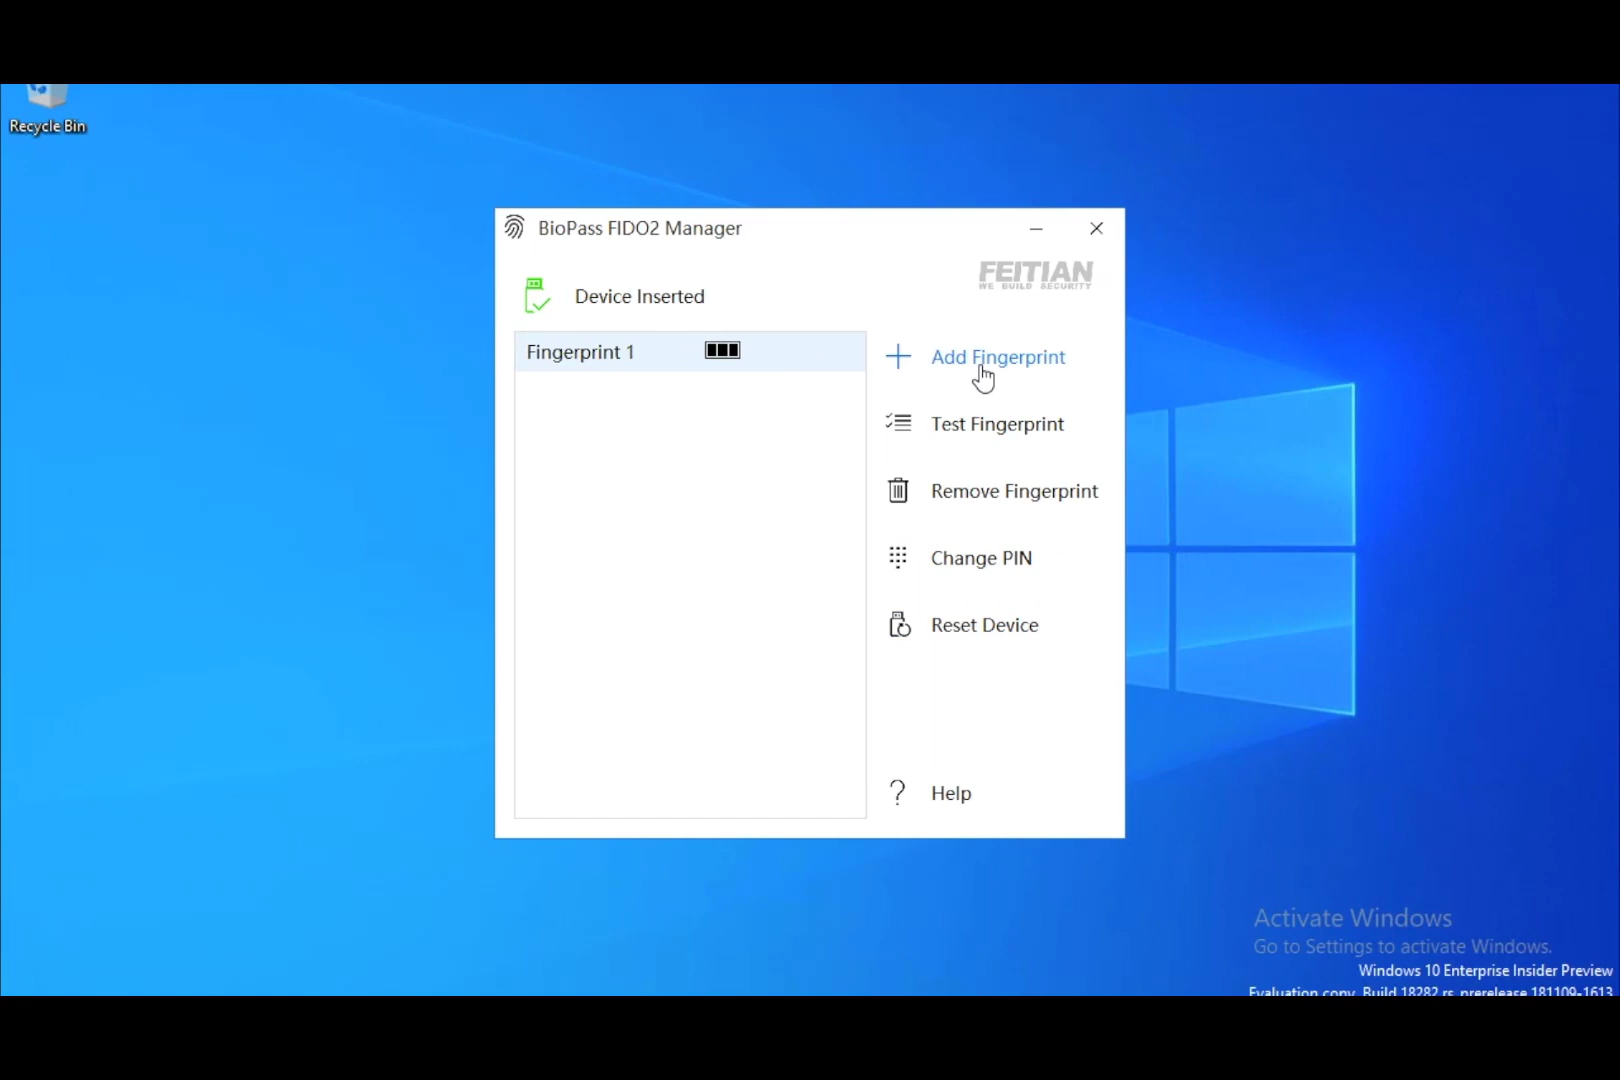 Recycle Bin
BioPass FIDO2 Manager
FEITIAN
WE BUILD SECURITY
Device Inserted
Fingerprint 1
Add Fingerprint
Test Fingerprint
Remove Fingerprint
Change PIN
Reset Device
? Help
Activate Windows
Go to Settings to activate Windows.
Windows 10 Enterprise Insider Preview
Evaluation copy. Build 18282.rs_prerelease.181109-1613